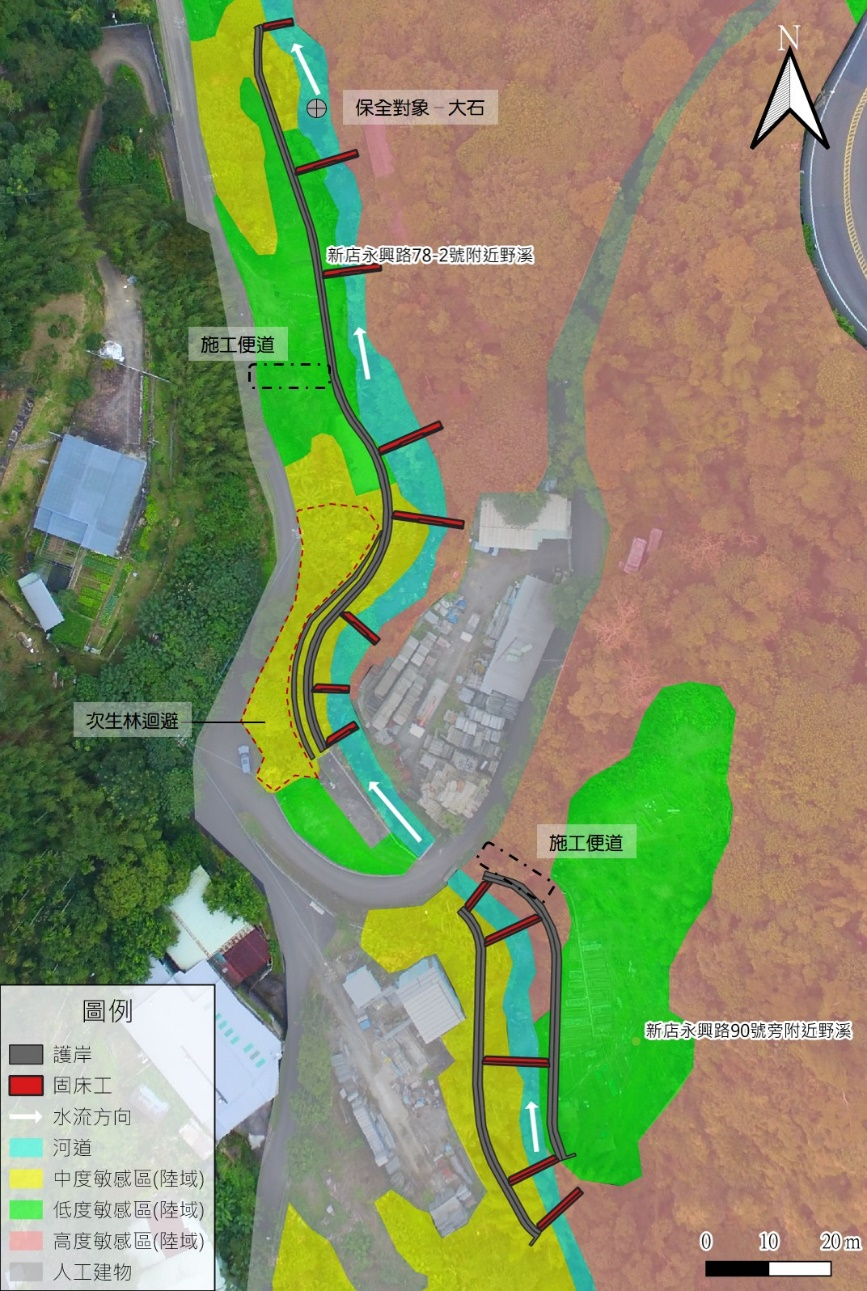 N
保全對象－大石
新店永興路78-2號附近野溪
施工便道
次生林迴避
施工便道
新店永興路90號旁附近野溪
圖例
護岸
固床工
水流方向
河道
中度敏感區(陸域)
低度敏感區(陸域)
高度敏感區(陸域)
人工建物
0 10 20 m